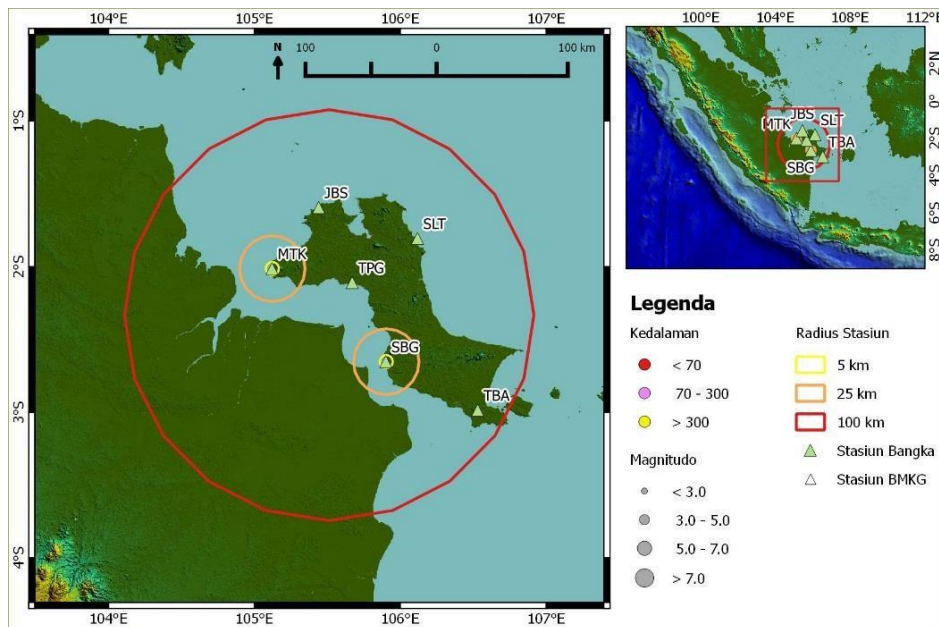 104°E
105°E
106°E
107°E
N
100
0
100 km
1°S
2°S
3°S
4°S
JBS
SLT
MTK
TPG
SBG
TBA
104°E
105°E
106°E
107°E
100°E
104°E
108°E
112°E
2°N
0°
2°S
4°S
6°S
8°S
JBS
MTK
SLT
TBA
SBG
Legenda
Kedalaman
< 70
70 - 300
> 300
Magnitudo
< 3.0
3.0 - 5.0
5.0 - 7.0
> 7.0
Radius Stasiun
5 km
25 km
100 km
Stasiun Bangka
Stasiun BMKG